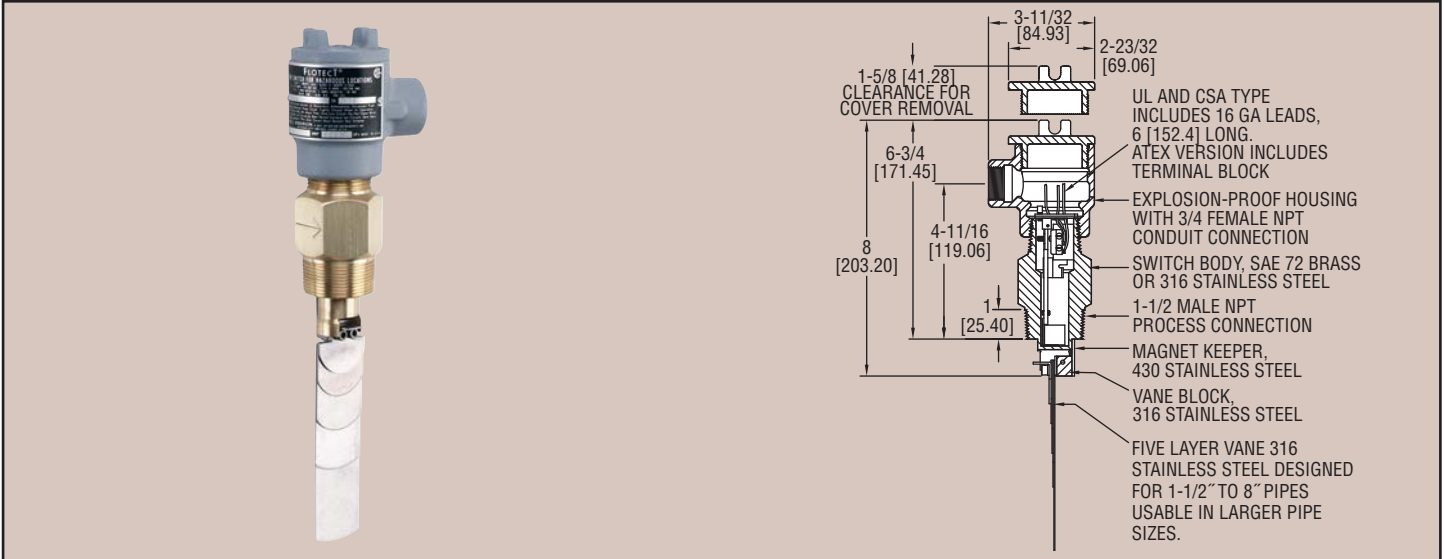 FLOTECT®
SWITCH FOR HAZARDOUS LOCATIONS
3-11/32
[84.93]
2-23/32
[69.06]
1-5/8 [41.28]
CLEARANCE FOR
COVER REMOVAL
6-3/4
[171.45]
4-11/16
[119.06]
8
[203.20]
1
[25.40]
UL AND CSA TYPE
INCLUDES 16 GA LEADS,
6 [152.4] LONG.
ATEX VERSION INCLUDES
TERMINAL BLOCK
EXPLOSION-PROOF HOUSING
WITH 3/4 FEMALE NPT
CONDUIT CONNECTION
SWITCH BODY, SAE 72 BRASS
OR 316 STAINLESS STEEL
1-1/2 MALE NPT
PROCESS CONNECTION
MAGNET KEEPER,
430 STAINLESS STEEL
VANE BLOCK,
316 STAINLESS STEEL
FIVE LAYER VANE 316
STAINLESS STEEL DESIGNED
FOR 1-1/2˝ TO 8˝ PIPES
USABLE IN LARGER PIPE
SIZES.